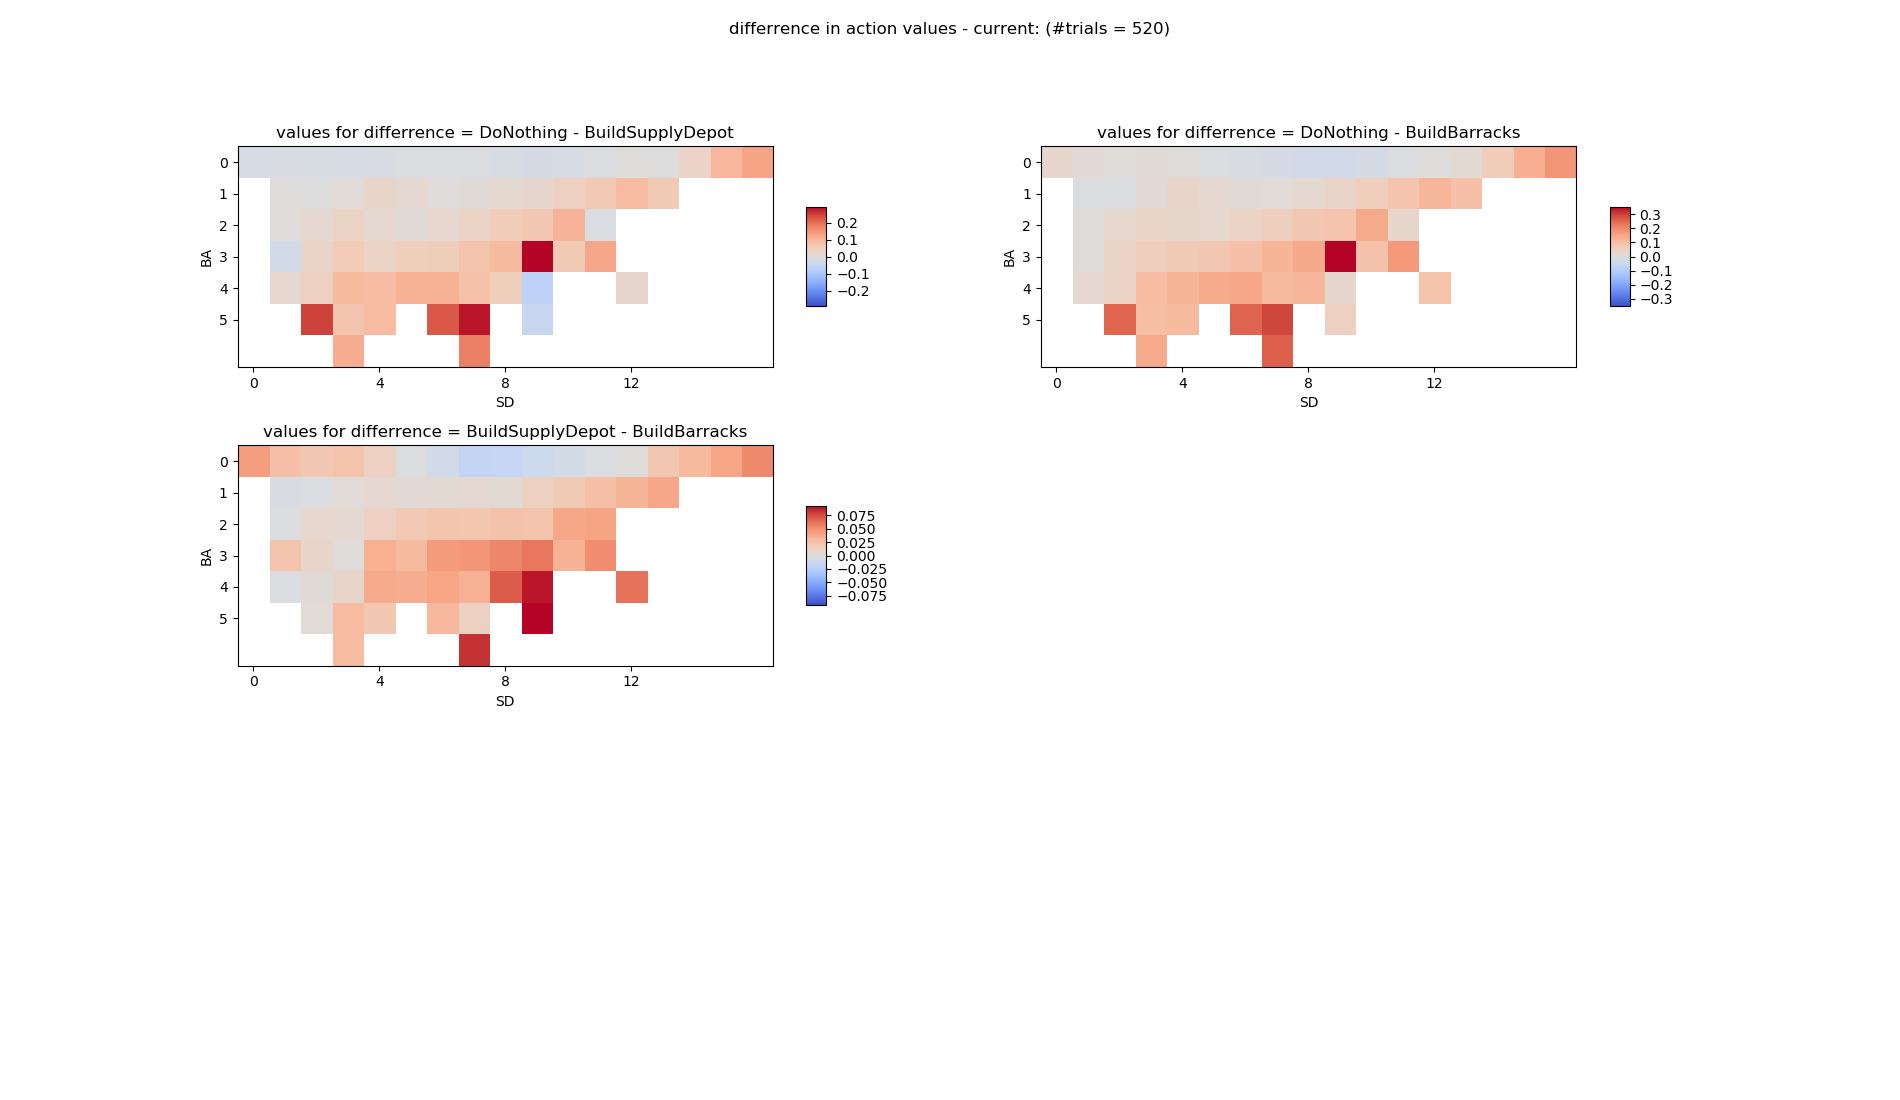 differrence in action values - current: (#trials = 520)
values for differrence = DoNothing - BuildSupplyDepot
0
1
2
3
4
5
BA
0 4 8 12
SD
0.2
0.1
0.0
−0.1
−0.2
values for differrence = DoNothing - BuildBarracks
0
1
2
3
4
5
BA
0 4 8 12
SD
0.3
0.2
0.1
0.0
−0.1
−0.2
−0.3
values for differrence = BuildSupplyDepot - BuildBarracks
0
1
2
3
4
5
BA
0 4 8 12
SD
0.075
0.050
0.025
0.000
−0.025
−0.050
−0.075